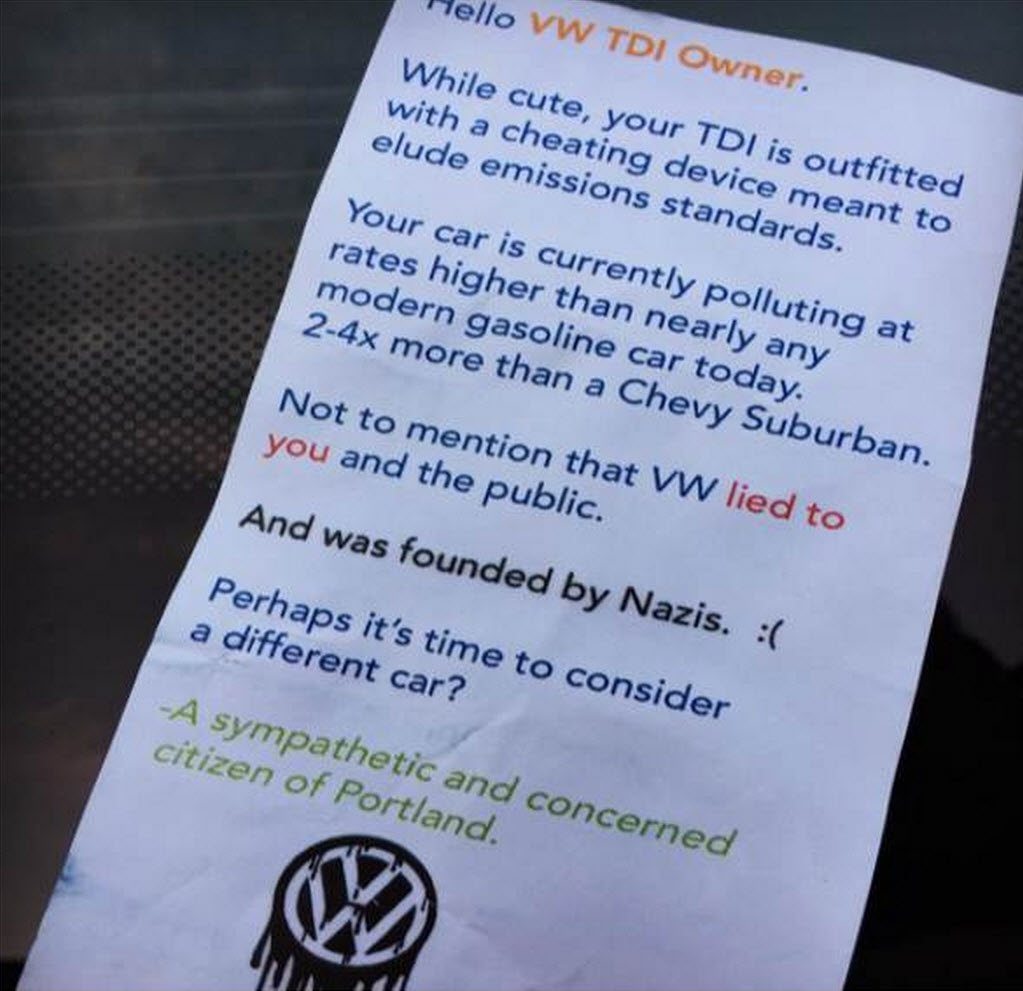 Hello VW TDI Owner.
While cute, your TDI is outfitted
with a cheating device meant to
elude emissions standards.
Your car is currently polluting at
rates higher than nearly any
modern gasoline car today.
2-4x more than a Chevy Suburban.
Not to mention that VW lied to
you and the public.
And was founded by Nazis. :(
Perhaps it's time to consider
a different car?
-A sympathetic and concerned
citizen of Portland.